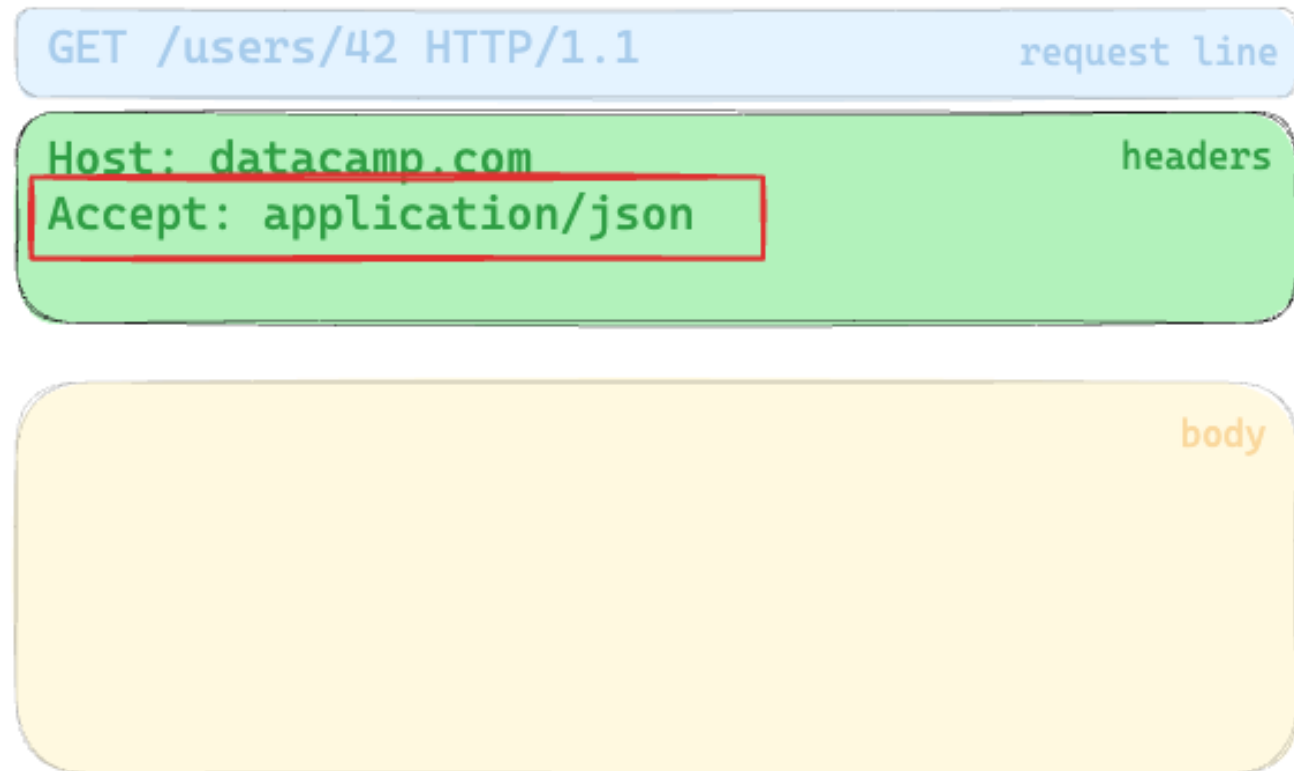 GET /users/42 HTTP/1.1 request line
Host: datacamp.com headers
Accept: application/json
body